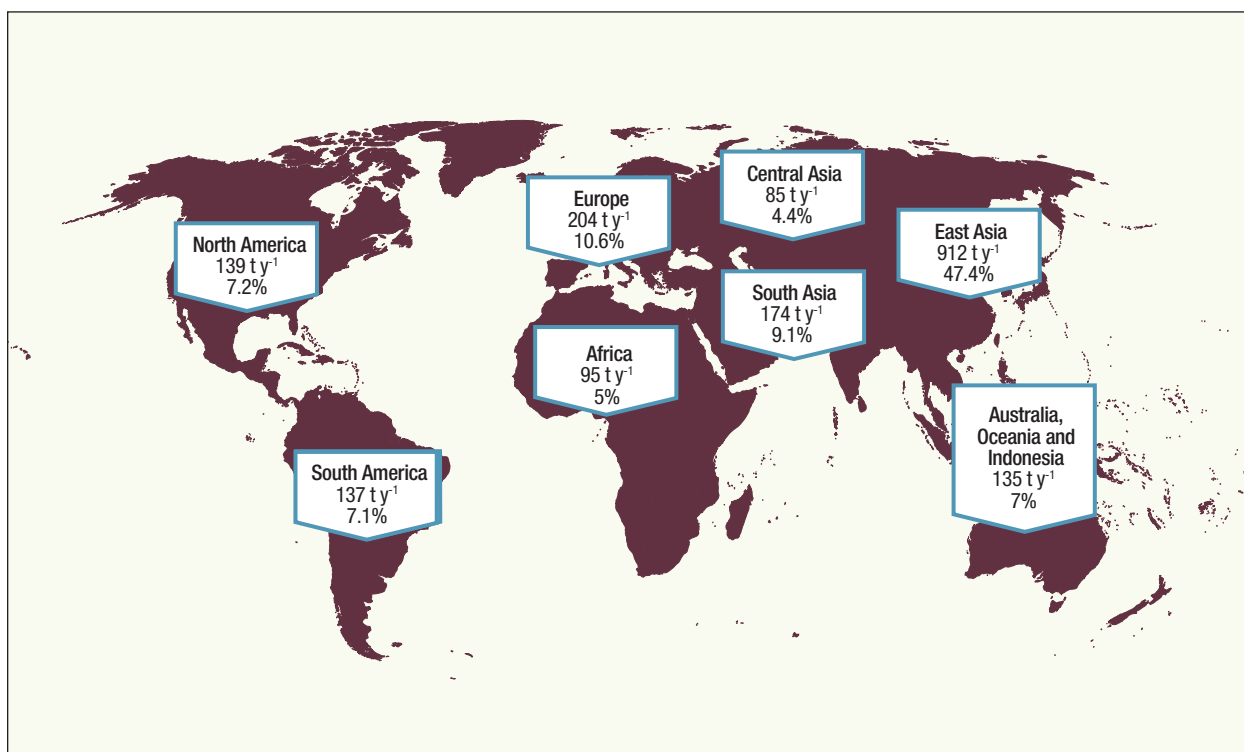 North America
139 t y⁻¹
7.2%
Europe
204 t y⁻¹
10.6%
Central Asia
85 t y⁻¹
4.4%
East Asia
912 t y⁻¹
47.4%
South Asia
174 t y⁻¹
9.1%
Africa
95 t y⁻¹
5%
South America
137 t y⁻¹
7.1%
Australia,
Oceania and
Indonesia
135 t y⁻¹
7%